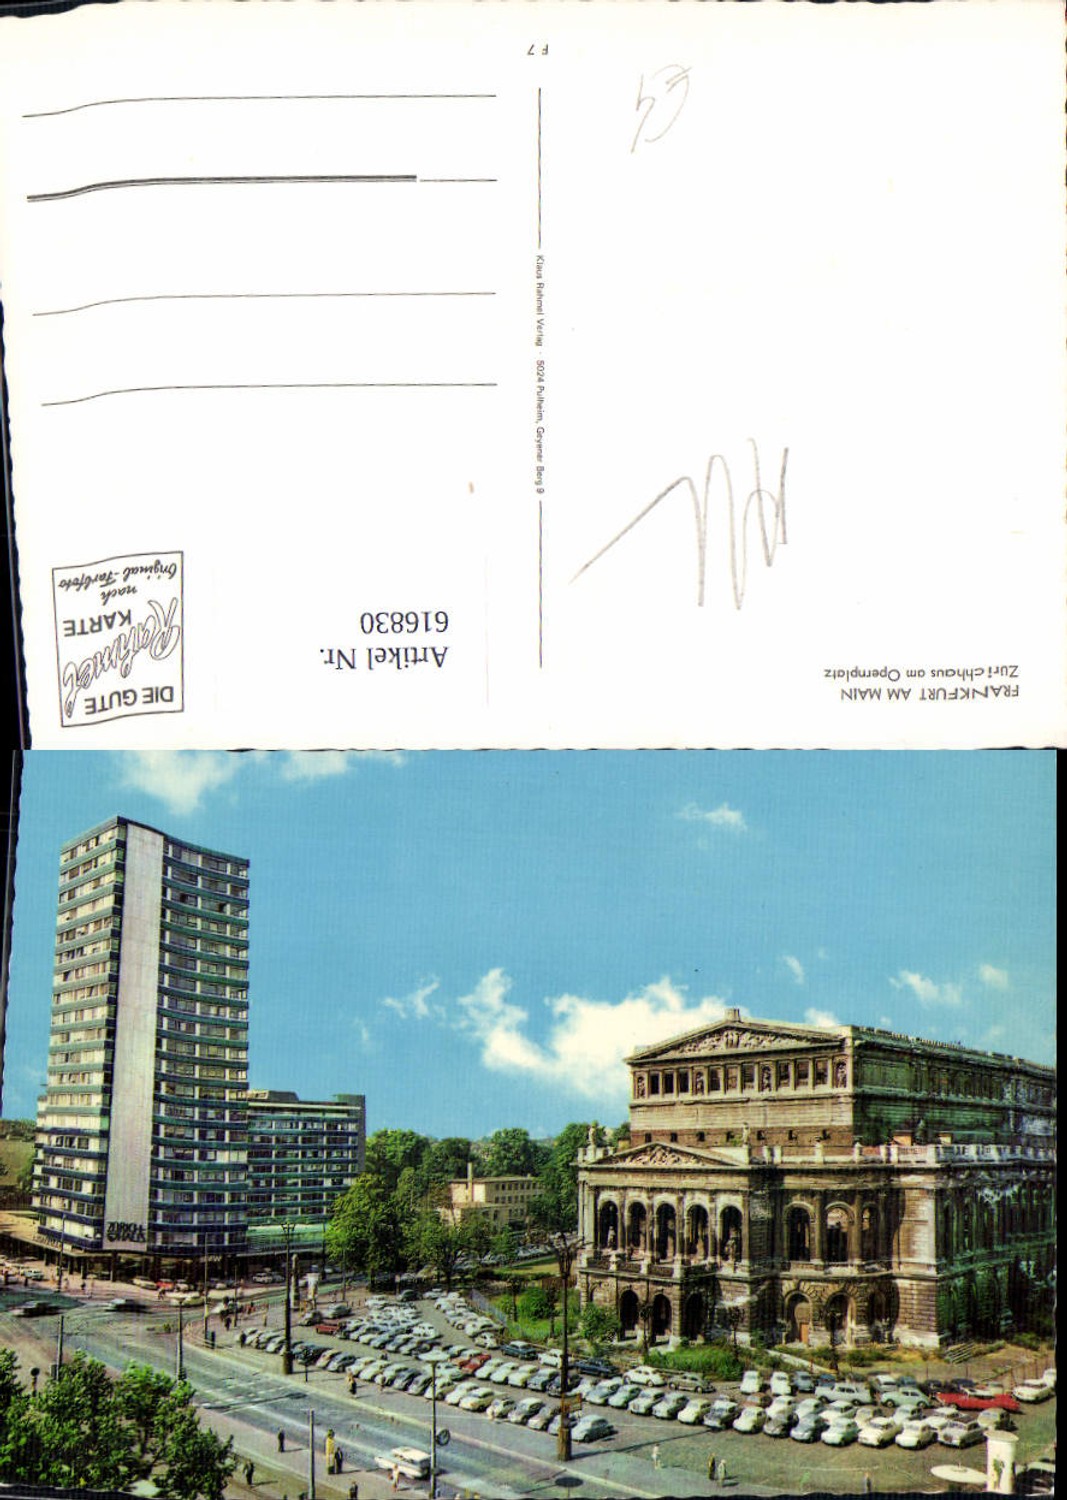 FRANKFURT AM MAIN
Zürichhaus am Opernplatz
Klaus Rahmel Verlag · 5024 Pulheim, Geyener Berg 9
F 7
Artikel Nr.
616830
DIE GUTE
Rahmel
KARTE
nach
Original-Farbfoto
ZÜRICH